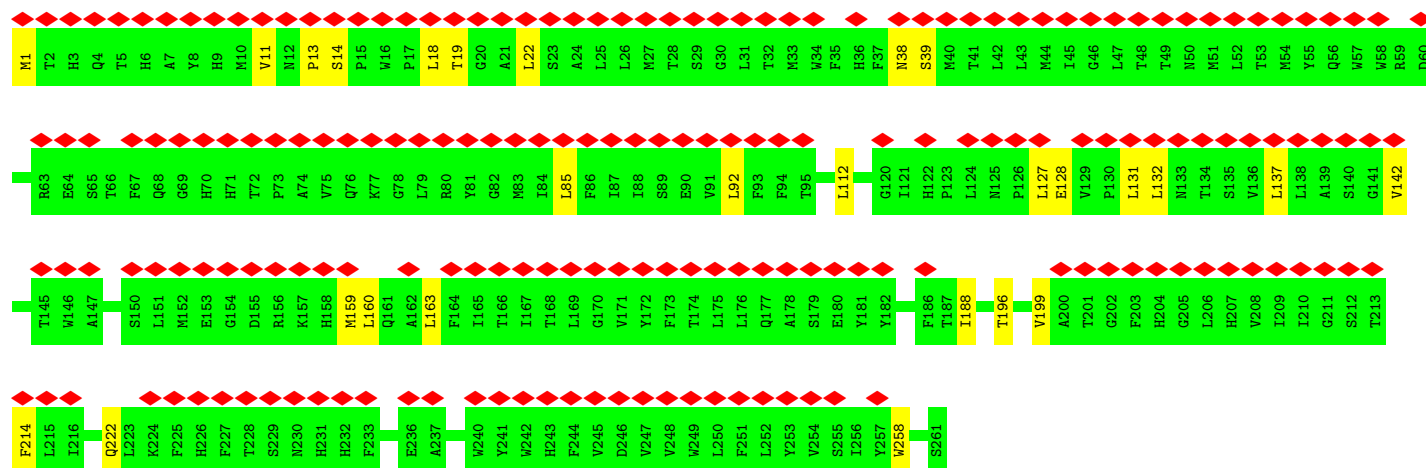 M1 T2 H3 Q4 T5 H6 A7 Y8 H9 M10 V11 N12 P13 S14 P15 W16 P17 L18 T19 G20 A21 L22 S23 A24 L25 L26 M27 T28 S29 G30 L31 T32 M33 W34 F35 H36 F37 N38 S39 M40 T41 L42 L43 M44 I45 G46 L47 T48 T49 N50 M51 L52 T53 M54 Y55 Q56 W57 W58 R59 D60
R63 E64 S65 T66 F67 Q68 G69 H70 H71 T72 P73 A74 V75 Q76 K77 G78 L79 R80 Y81 G82 M83 I84 L85 F86 I87 I88 S89 E90 V91 L92 F93 F94 T95 L112 G120 I121 H122 P123 L124 N125 P126 L127 E128 V129 P130 L131 L132 N133 T134 S135 V136 L137 L138 A139 S140 G141 V142
T145 W146 A147 S150 L151 M152 E153 G154 D155 R156 K157 H158 M159 L160 Q161 A162 L163 F164 I165 T166 I167 T168 L169 G170 V171 Y172 F173 T174 L175 L176 Q177 A178 S179 E180 Y181 Y182 F186 T187 I188 T196 V199 A200 T201 G202 F203 H204 G205 L206 H207 V208 I209 I210 G211 S212 T213
F214 L215 I216 Q222 L223 K224 F225 H226 F227 T228 S229 N230 H231 H232 F233 E236 A237 W240 Y241 W242 H243 F244 V245 D246 V247 V248 W249 L250 F251 L252 Y253 V254 S255 I256 Y257 W258 S261